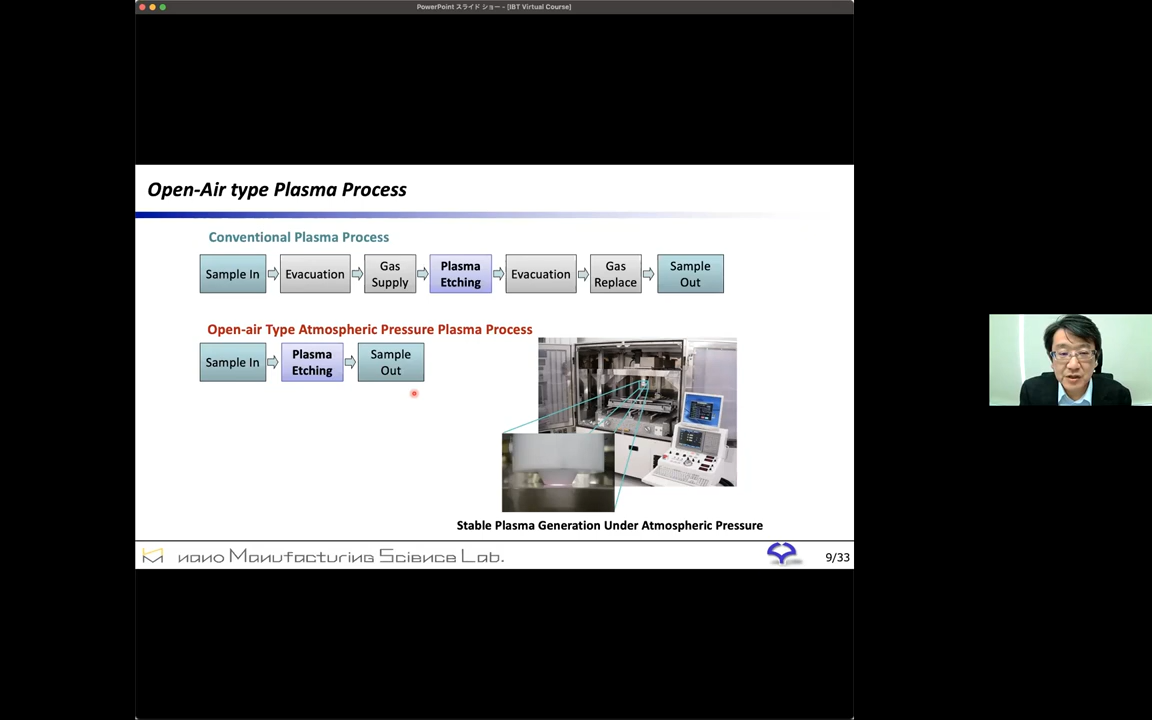 PowerPoint スライド ショー - [IBT Virtual Course]
Open-Air type Plasma Process
Conventional Plasma Process
Sample In
Evacuation
Gas
Supply
Plasma
Etching
Evacuation
Gas
Replace
Sample
Out
Open-air Type Atmospheric Pressure Plasma Process
Sample In
Plasma
Etching
Sample
Out
Stable Plasma Generation Under Atmospheric Pressure
nano Manufacturing Science Lab.
9/33